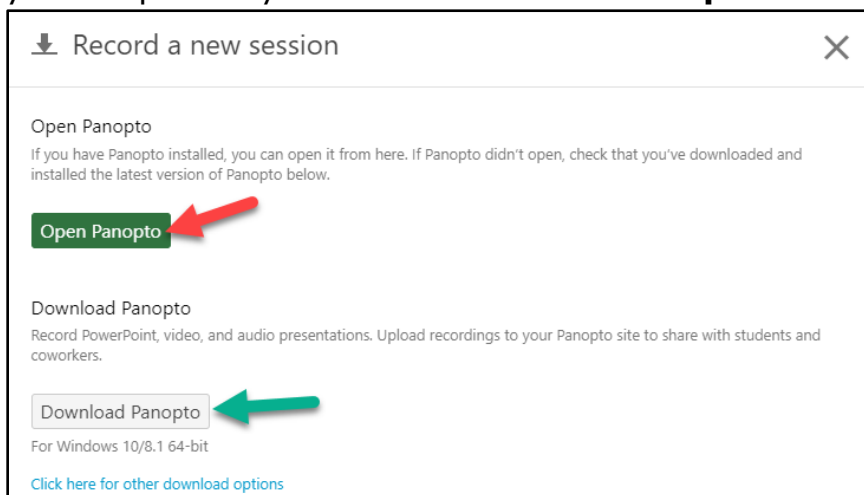 Record a new session
Open Panopto
If you have Panopto installed, you can open it from here. If Panopto didn't open, check that you've downloaded and
installed the latest version of Panopto below.
Open Panopto
Download Panopto
Record PowerPoint, video, and audio presentations. Upload recordings to your Panopto site to share with students and
coworkers.
Download Panopto
For Windows 10/8.1 64-bit
Click here for other download options